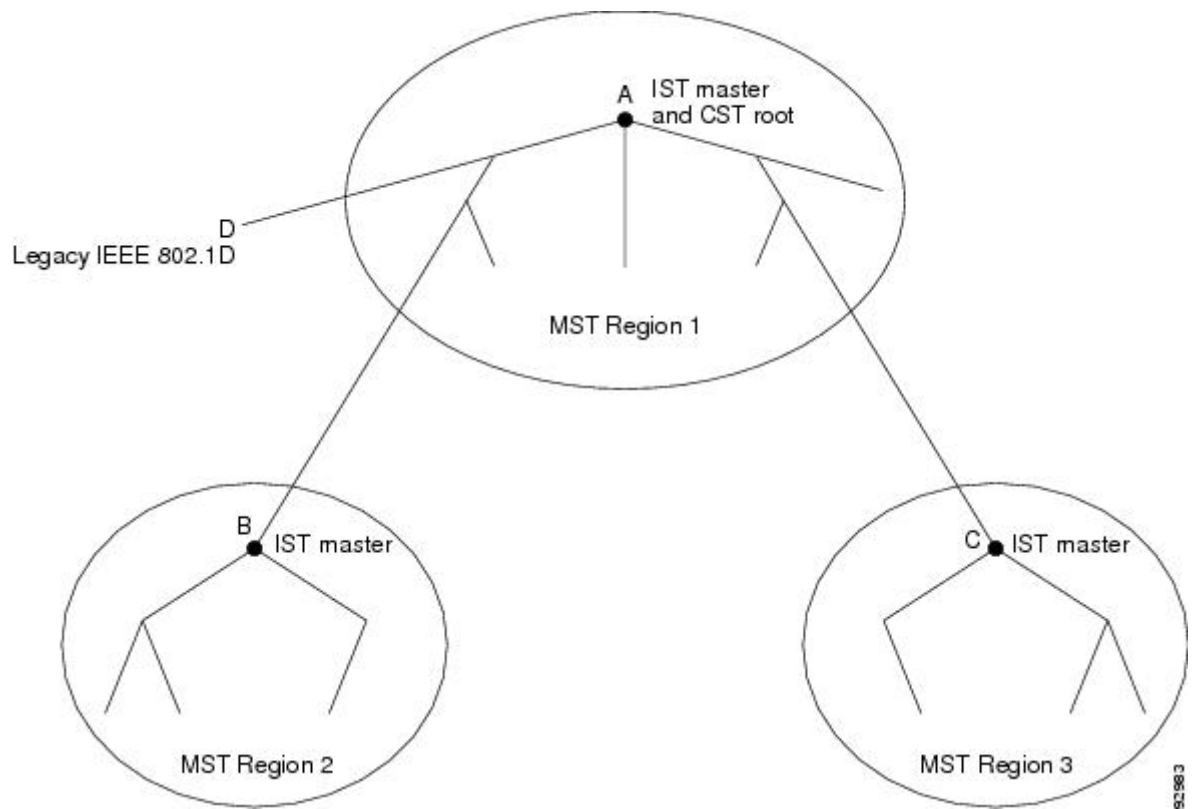 A
IST master
and CST root
D
Legacy IEEE 802.1D
MST Region 1
B
IST master
C
IST master
MST Region 2
MST Region 3
92983